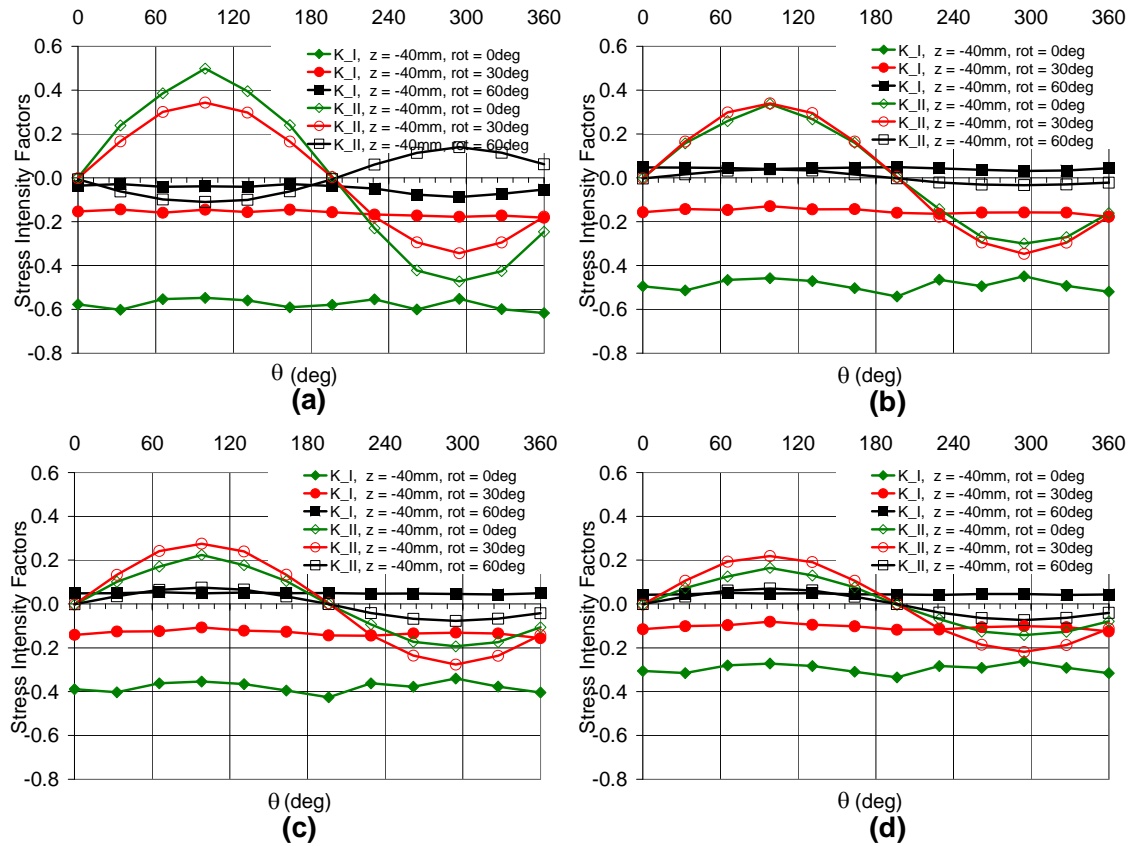 0 60 120 180 240 300 360
0.6
0.4
0.2
0.0
-0.2
-0.4
-0.6
-0.8
Stress Intensity Factors
K_I, z = -40mm, rot = 0deg
K_I, z = -40mm, rot = 30deg
K_I, z = -40mm, rot = 60deg
K_II, z = -40mm, rot = 0deg
K_II, z = -40mm, rot = 30deg
K_II, z = -40mm, rot = 60deg
θ (deg)
(a)
0 60 120 180 240 300 360
0.6
0.4
0.2
0.0
-0.2
-0.4
-0.6
-0.8
Stress Intensity Factors
K_I, z = -40mm, rot = 0deg
K_I, z = -40mm, rot = 30deg
K_I, z = -40mm, rot = 60deg
K_II, z = -40mm, rot = 0deg
K_II, z = -40mm, rot = 30deg
K_II, z = -40mm, rot = 60deg
θ (deg)
(b)
0 60 120 180 240 300 360
0.6
0.4
0.2
0.0
-0.2
-0.4
-0.6
-0.8
Stress Intensity Factors
K_I, z = -40mm, rot = 0deg
K_I, z = -40mm, rot = 30deg
K_I, z = -40mm, rot = 60deg
K_II, z = -40mm, rot = 0deg
K_II, z = -40mm, rot = 30deg
K_II, z = -40mm, rot = 60deg
θ (deg)
(c)
0 60 120 180 240 300 360
0.6
0.4
0.2
0.0
-0.2
-0.4
-0.6
-0.8
Stress Intensity Factors
K_I, z = -40mm, rot = 0deg
K_I, z = -40mm, rot = 30deg
K_I, z = -40mm, rot = 60deg
K_II, z = -40mm, rot = 0deg
K_II, z = -40mm, rot = 30deg
K_II, z = -40mm, rot = 60deg
θ (deg)
(d)